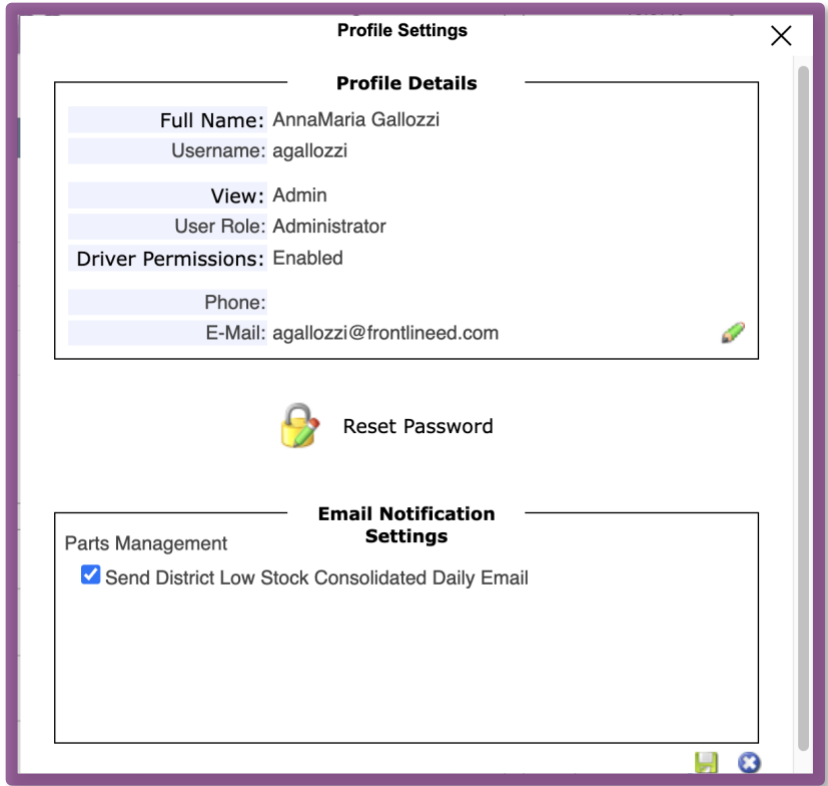 Profile Settings
Profile Details
Full Name: AnnaMaria Gallozzi
Username: agallozzi
View: Admin
User Role: Administrator
Driver Permissions: Enabled
Phone:
E-Mail: agallozzi@frontlineed.com
Reset Password
Email Notification
Settings
Parts Management
Send District Low Stock Consolidated Daily Email